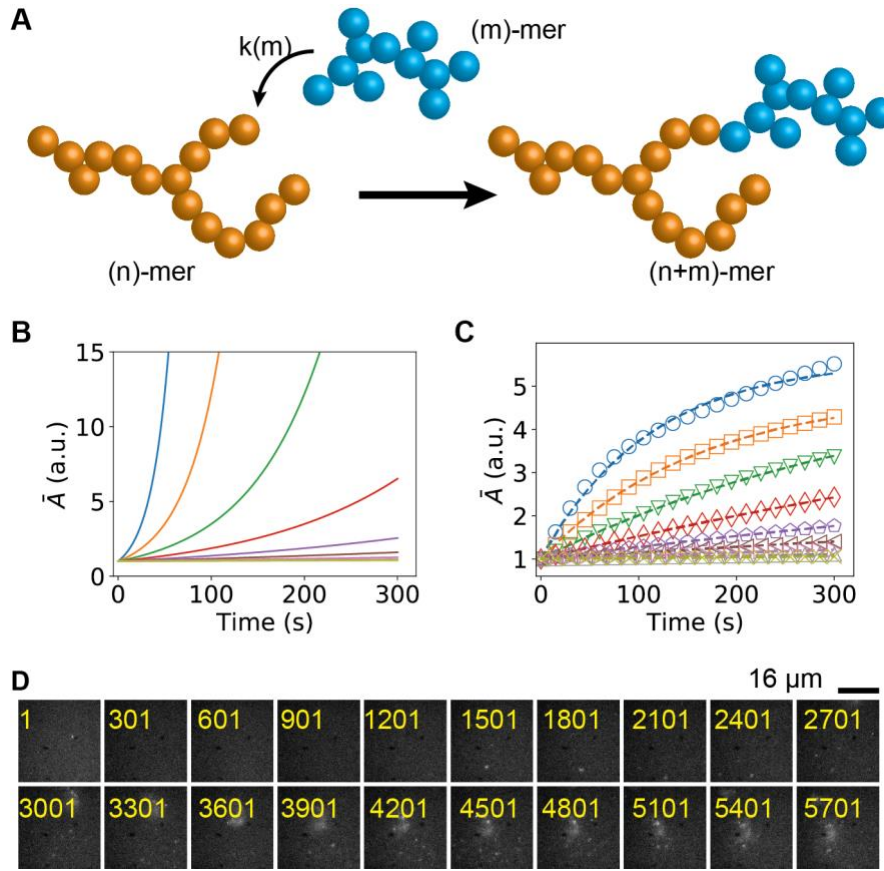 A
k(m)
(m)-mer
(n)-mer
(n+m)-mer
B
Ā (a.u.)
15
10
5
0
0 100 200 300
Time (s)
C
Ā (a.u.)
5
4
3
2
1
0 100 200 300
Time (s)
D
16 µm
1 301 601 901 1201 1501 1801 2101 2401 2701
3001 3301 3601 3901 4201 4501 4801 5101 5401 5701